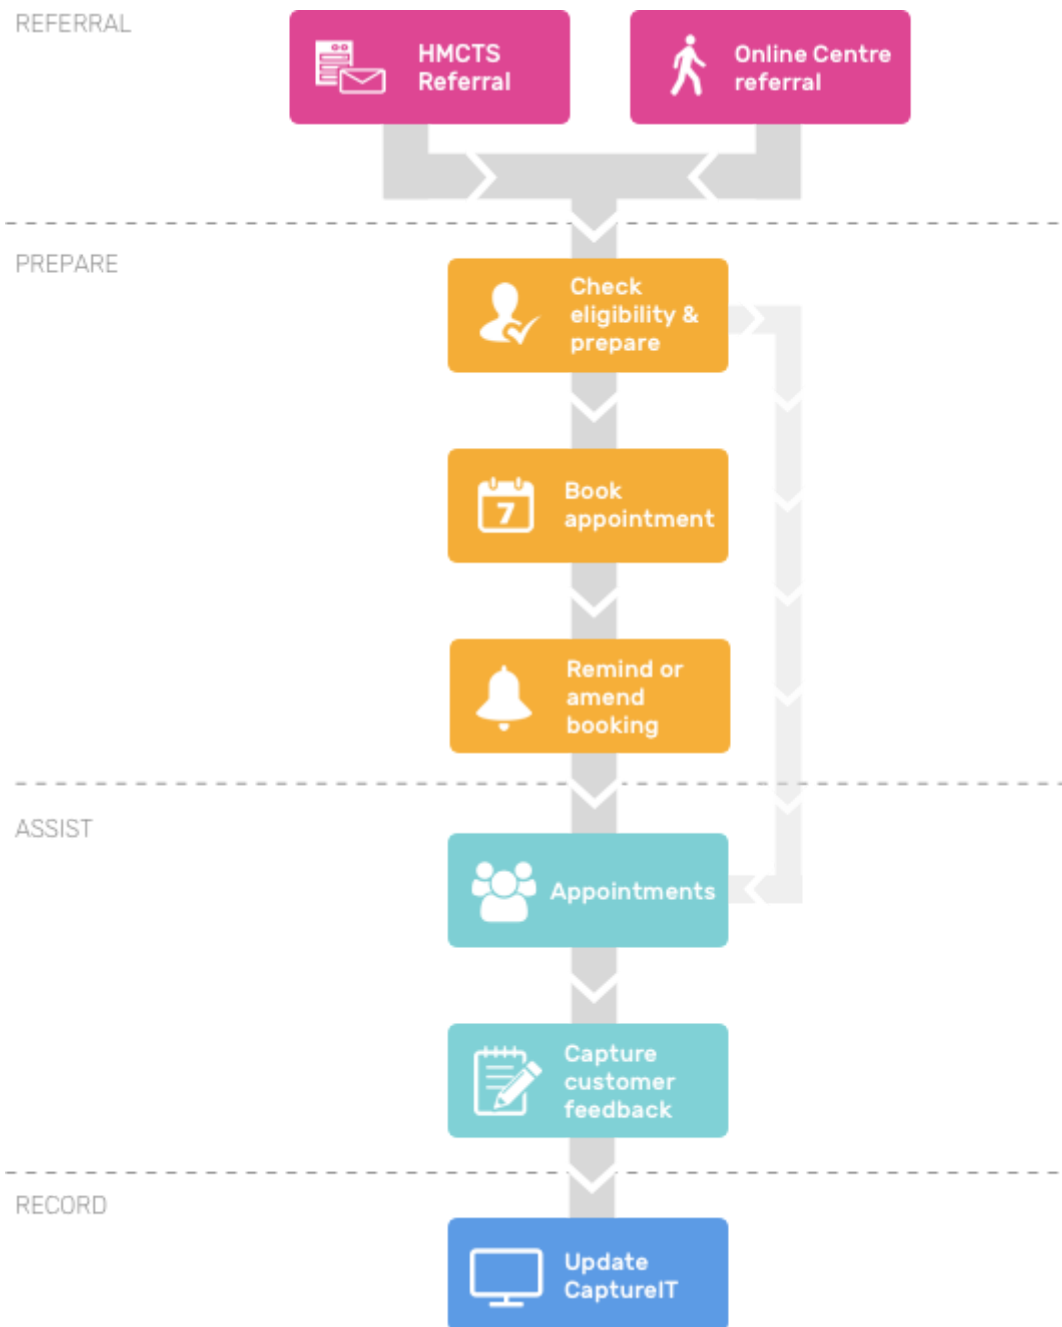 REFERRAL
HMCTS
Referral
Online Centre
referral
PREPARE
Check
eligibility &
prepare
7
Book
appointment
Remind or
amend
booking
ASSIST
Appointments
Capture
customer
feedback
RECORD
Update
CaptureIT